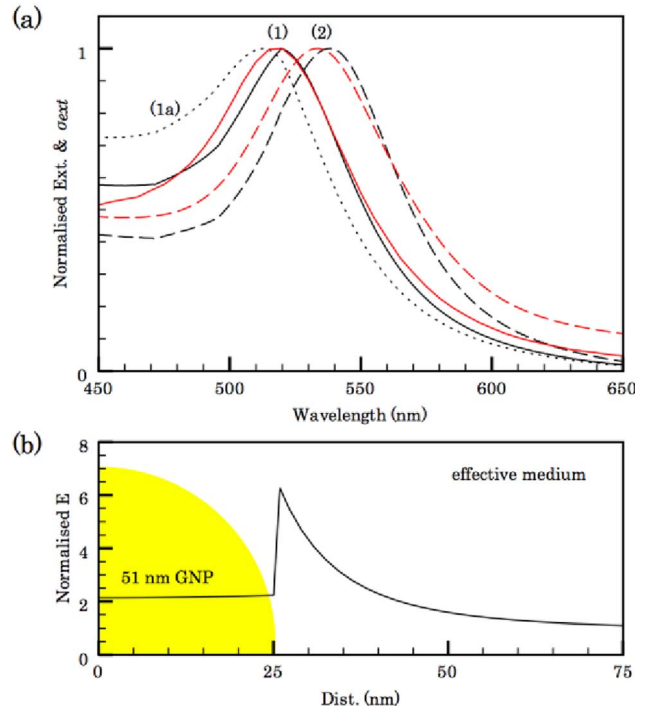 (a)
(1)
(2)
(1a)
1
0
Normalised Ext. & σext
450
500
550
600
650
Wavelength (nm)
(b)
8
6
4
2
0
Normalised E
effective medium
51 nm GNP
0
25
50
75
Dist. (nm)